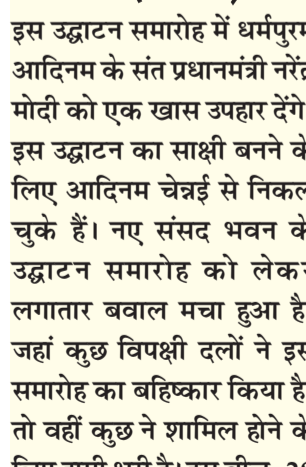 इस उद्घाटन समारोह में धर्मपुरम
आदिनम के संत प्रधानमंत्री नरेंद्र
मोदी को एक खास उपहार देंगे
इस उद्घाटन का साक्षी बनने के
लिए आदिनम चेन्नई से निकल
चुके हैं। नए संसद भवन के
उद्घाटन समारोह को लेकर
लगातार बवाल मचा हुआ है
जहां कुछ विपक्षी दलों ने इस
समारोह का बहिष्कार किया है
तो वहीं कुछ ने शामिल होने के